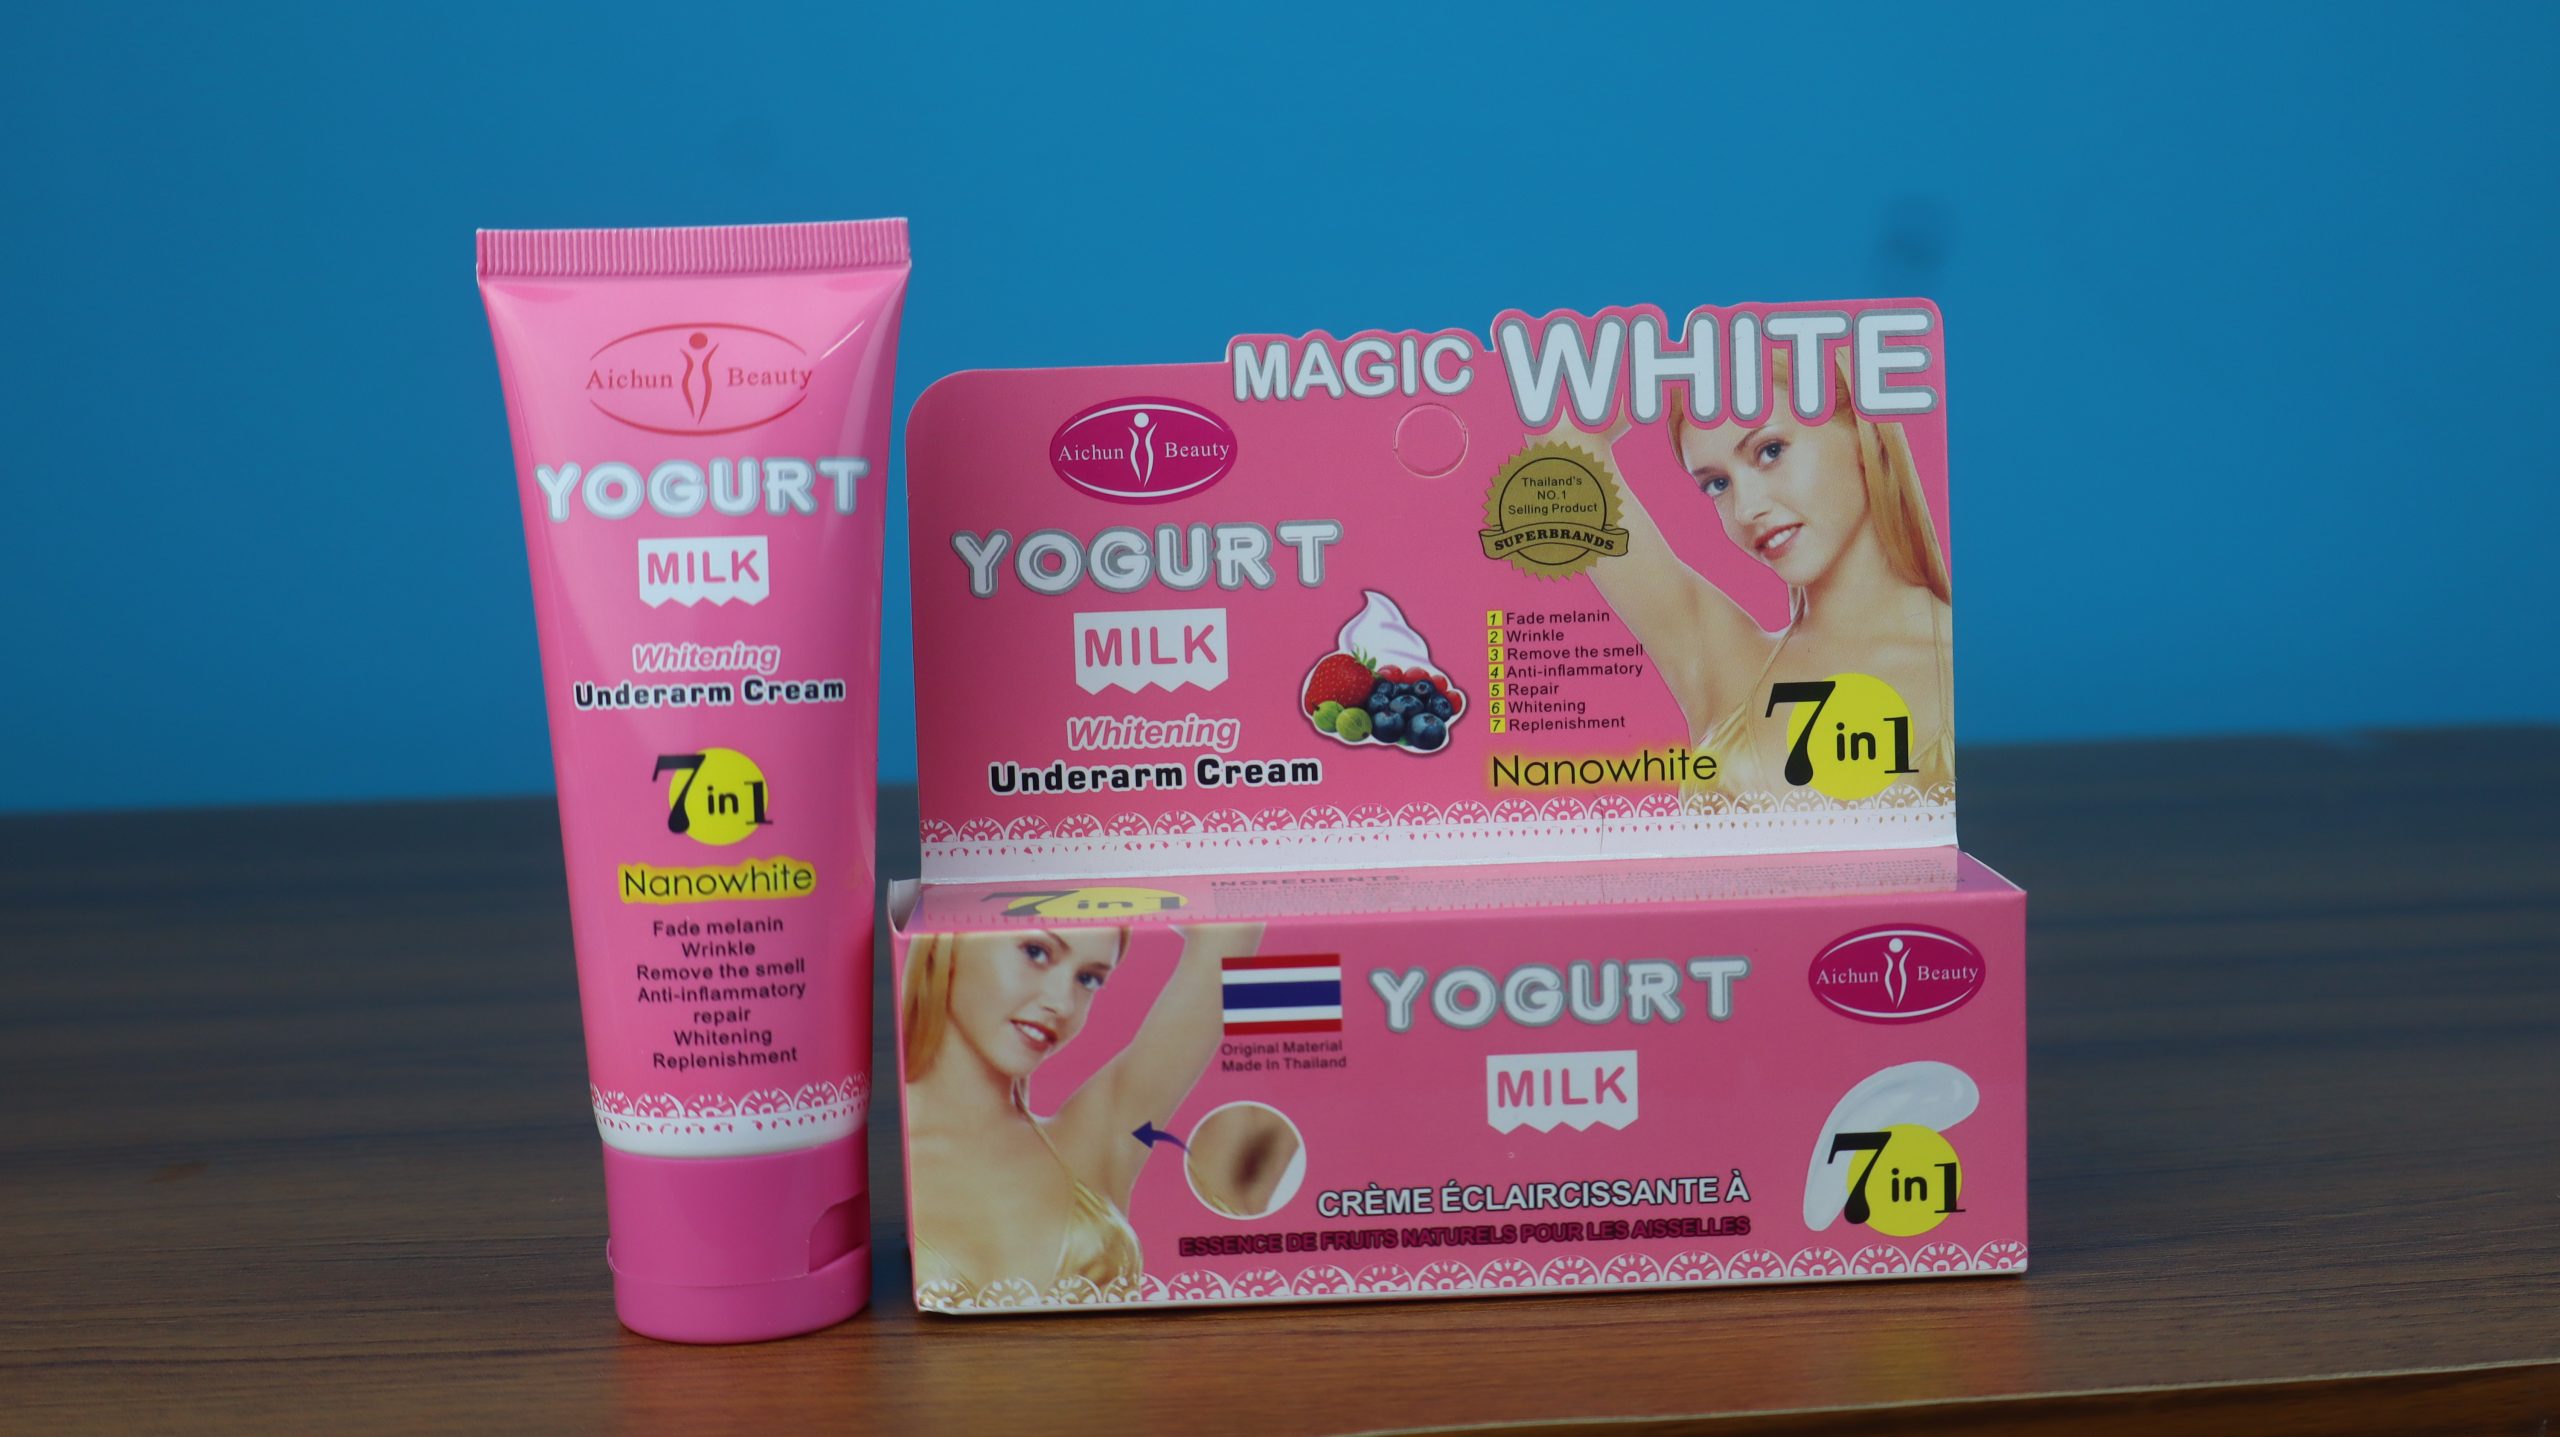 Aichun Beauty
YOGURT
MILK
Whitening
Underarm Cream
7 in 1
Nanowhite
Fade melanin
Wrinkle
Remove the smell
Anti-inflammatory
repair
Whitening
Replenishment
MAGIC WHITE
Aichun Beauty
YOGURT
MILK
Whitening
Underarm Cream
Thailand's
NO.1
Selling Product
SUPERBRANDS
1 Fade melanin
2 Wrinkle
3 Remove the smell
4 Anti-inflammatory
5 Repair
6 Whitening
7 Replenishment
Nanowhite
7 in 1
7 in 1
INGREDIENTS:
Original Material
Made In Thailand
YOGURT
MILK
Aichun Beauty
CRÈME ÉCLAIRCISSANTE À
ESSENCE DE FRUITS NATURELS POUR LES AISSELLES
7 in 1